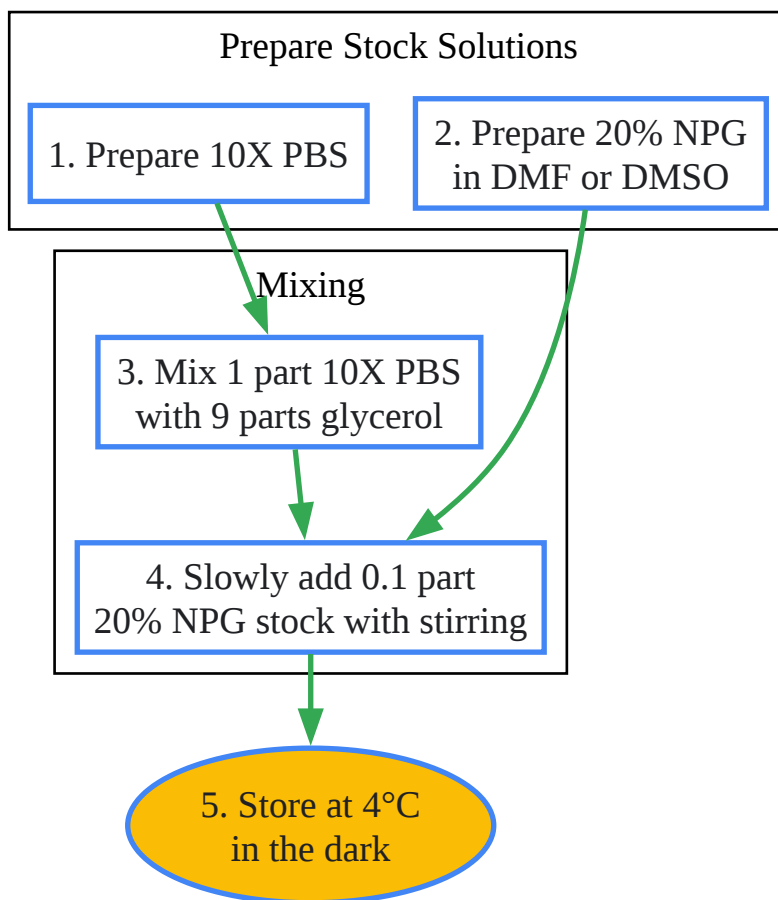 Prepare Stock Solutions
1. Prepare 10X PBS
2. Prepare 20% NPG
in DMF or DMSO
Mixing
3. Mix 1 part 10X PBS
with 9 parts glycerol
4. Slowly add 0.1 part
20% NPG stock with stirring
5. Store at 4°C
in the dark